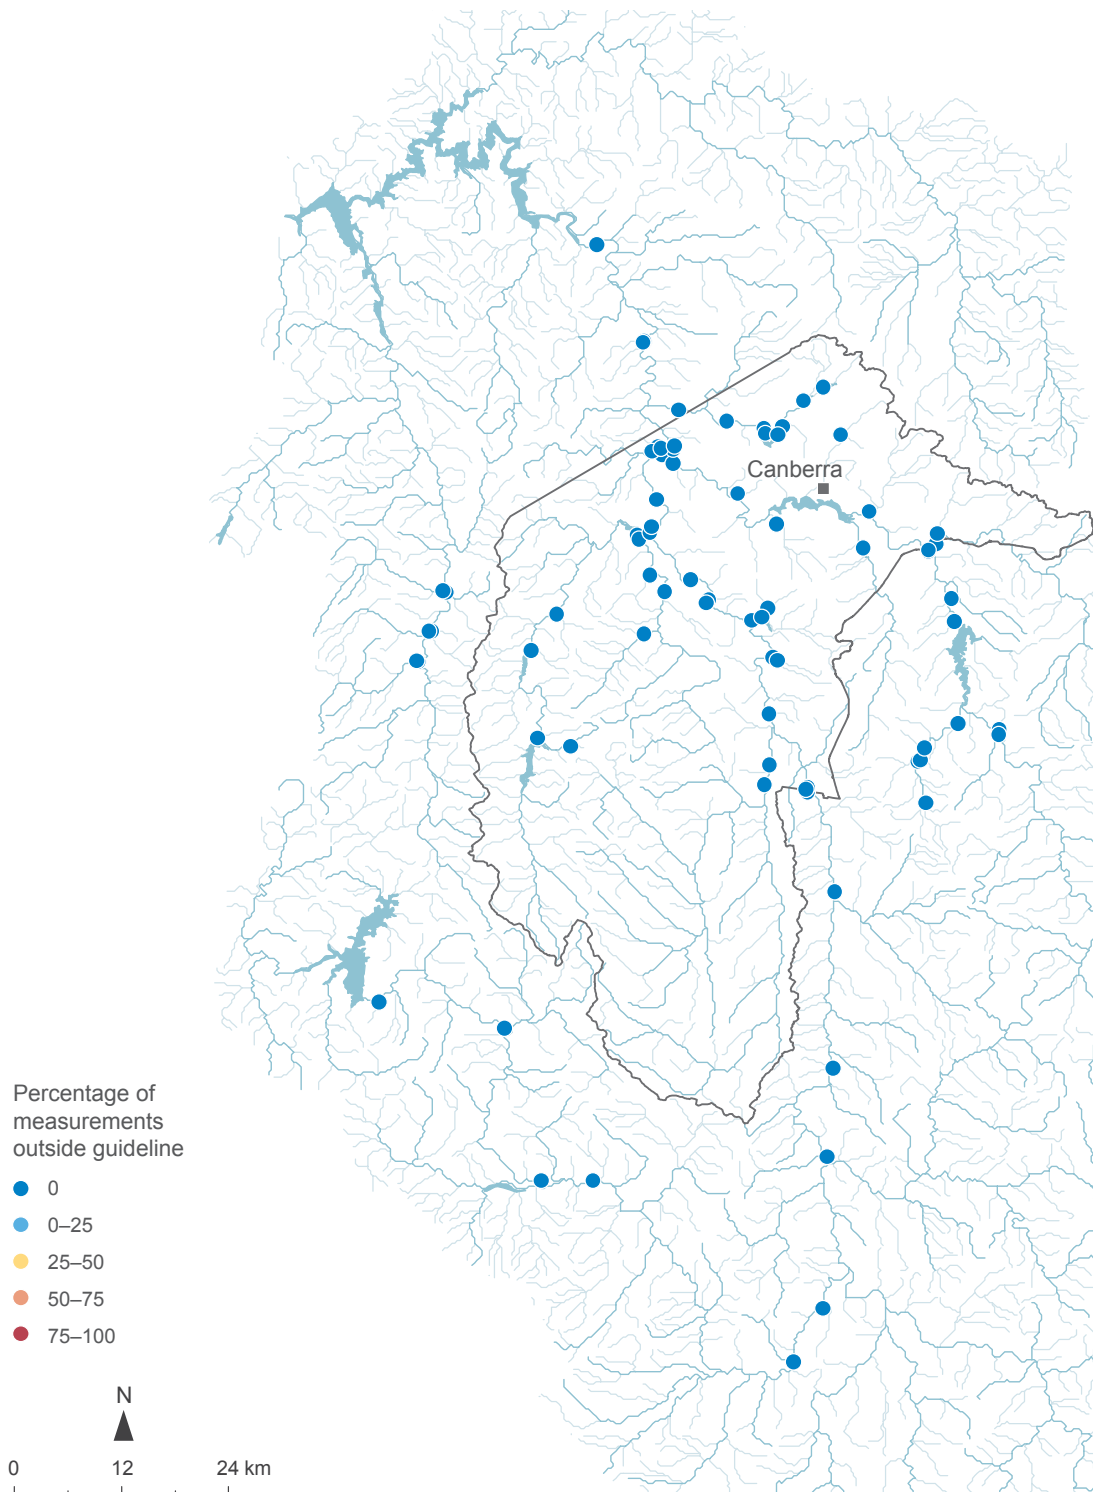 Canberra
Percentage of
measurements
outside guideline
0
0–25
25–50
50–75
75–100
N
0 12 24 km